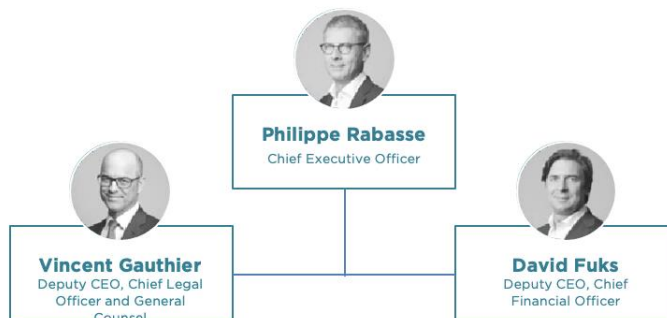 Philippe Rabasse
Chief Executive Officer
Vincent Gauthier
Deputy CEO, Chief Legal
Officer and General
Counsel
David Fuks
Deputy CEO, Chief
Financial Officer